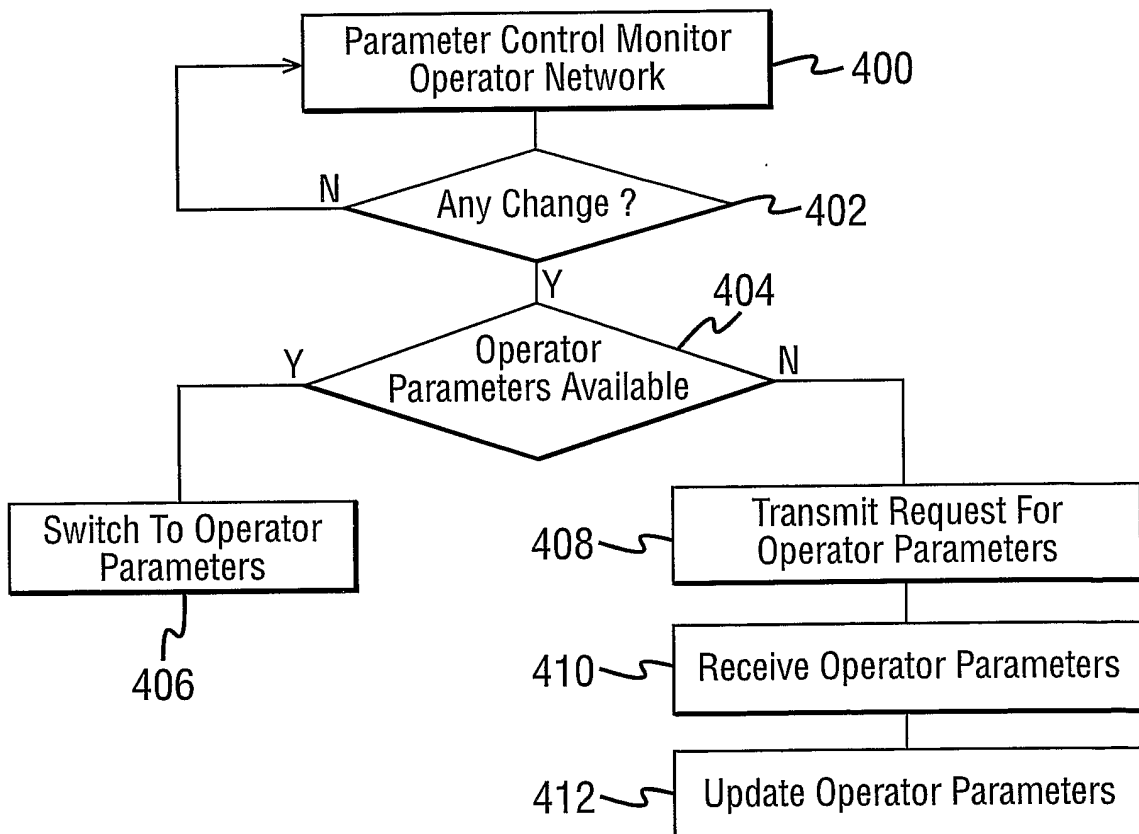 Parameter Control Monitor
Operator Network
400
N
Any Change ?
402
Y
404
Y
Operator
Parameters Available
N
Switch To Operator
Parameters
406
Transmit Request For
Operator Parameters
408
410
Receive Operator Parameters
412
Update Operator Parameters